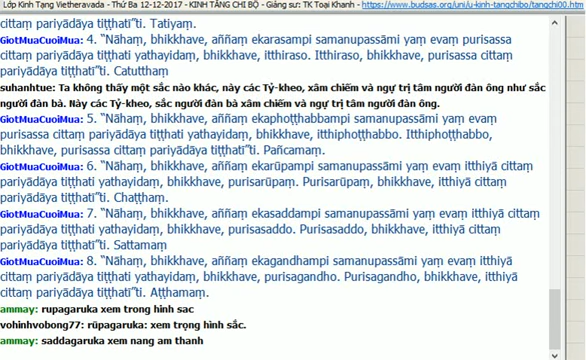 Lớp Kinh Tạng Vietheravada - Thứ Ba 12-12-2017 - KINH TĂNG CHI BỘ - Giảng sư: TK Toại Khanh - https://www.budsas.org/uni/u-kinh-tangchibo/tangchi00.htm
cittaṃ pariyādāya tiṭṭhatī”ti. Tatiyaṃ.
GiotMuaCuoiMua: 4. “Nāhaṃ, bhikkhave, aññaṃ ekarasampi samanupassāmi yaṃ evaṃ purisassa
cittaṃ pariyādāya tiṭṭhati yathayidaṃ, bhikkhave, itthiraso. Itthiraso, bhikkhave, purisassa cittaṃ
pariyādāya tiṭṭhatī”ti. Catutthaṃ
suhanhtue: Ta không thấy một sắc nào khác, này các Tỷ-kheo, xâm chiếm và ngự trị tâm người đàn ông như sắc
người đàn bà. Này các Tỷ-kheo, sắc người đàn bà xâm chiếm và ngự trị tâm người đàn ông.
GiotMuaCuoiMua: 5. “Nāhaṃ, bhikkhave, aññaṃ ekaphoṭṭhabbampi samanupassāmi yaṃ evaṃ
purisassa cittaṃ pariyādāya tiṭṭhati yathayidaṃ, bhikkhave, itthiphoṭṭhabbo. Itthiphoṭṭhabbo,
bhikkhave, purisassa cittaṃ pariyādāya tiṭṭhatī”ti. Pañcamaṃ.
GiotMuaCuoiMua: 6. “Nāhaṃ, bhikkhave, aññaṃ ekarūpampi samanupassāmi yaṃ evaṃ itthiyā cittaṃ
pariyādāya tiṭṭhati yathayidaṃ, bhikkhave, purisarūpaṃ. Purisarūpaṃ, bhikkhave, itthiyā cittaṃ
pariyādāya tiṭṭhatī”ti. Chaṭṭhaṃ.
GiotMuaCuoiMua: 7. “Nāhaṃ, bhikkhave, aññaṃ ekasaddampi samanupassāmi yaṃ evaṃ itthiyā cittaṃ
pariyādāya tiṭṭhati yathayidaṃ, bhikkhave, purisasaddo. Purisasaddo, bhikkhave, itthiyā cittaṃ
pariyādāya tiṭṭhatī”ti. Sattamaṃ
GiotMuaCuoiMua: 8. “Nāhaṃ, bhikkhave, aññaṃ ekagandhampi samanupassāmi yaṃ evaṃ itthiyā
cittaṃ pariyādāya tiṭṭhati yathayidaṃ, bhikkhave, purisagandho. Purisagandho, bhikkhave, itthiyā
cittaṃ pariyādāya tiṭṭhatī”ti. Aṭṭhamaṃ.
ammay: rupagaruka xem trong hinh sac
vohinhvobong77: rūpagaruka: xem trọng hình sắc.
ammay: saddagaruka xem nang am thanh